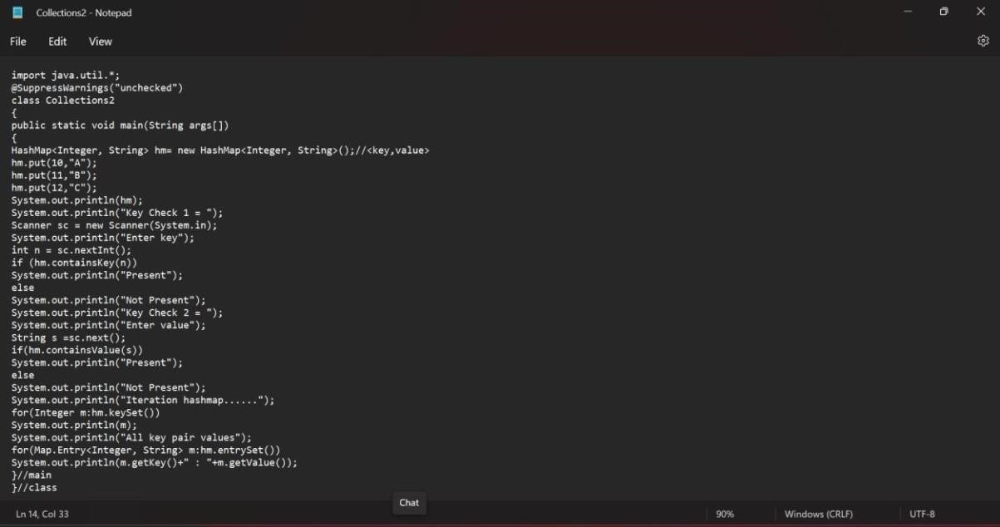 Collections2 - Notepad
File Edit View
import java.util.*;
@SuppressWarnings("unchecked")
class Collections2
{
public static void main(String args[])
{
HashMap<Integer, String> hm= new HashMap<Integer, String>();//<key,value>
hm.put(10,"A");
hm.put(11,"B");
hm.put(12,"C");
System.out.println(hm);
System.out.println("Key Check 1 = ");
Scanner sc = new Scanner(System.in);
System.out.println("Enter key");
int n = sc.nextInt();
if (hm.containsKey(n))
System.out.println("Present");
else
System.out.println("Not Present");
System.out.println("Key Check 2 = ");
System.out.println("Enter value");
String s =sc.next();
if(hm.containsValue(s))
System.out.println("Present");
else
System.out.println("Not Present");
System.out.println("Iteration hashmap......");
for(Integer m:hm.keySet())
System.out.println(m);
System.out.println("All key pair values");
for(Map.Entry<Integer, String> m:hm.entrySet())
System.out.println(m.getKey()+" : "+m.getValue());
}//main
}//class
Chat
Ln 14, Col 33 90% Windows (CRLF) UTF-8